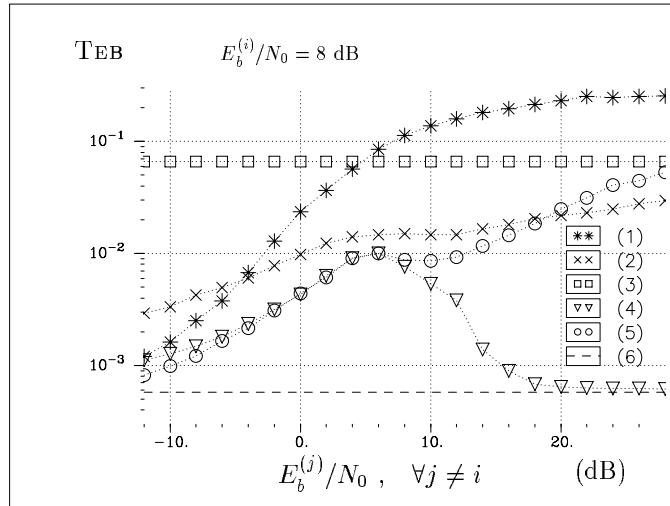 TEB
E_b^{(i)}/N_0 = 8 dB
10^{-1}
10^{-2}
10^{-3}
(1)
(2)
(3)
(4)
(5)
(6)
-10. 0. 10. 20.
E_b^{(j)}/N_0 , ∀j ≠ i (dB)